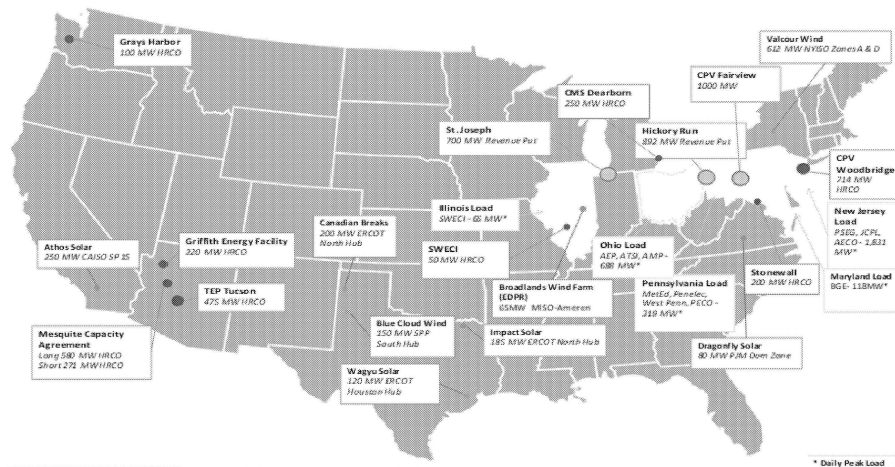 Grays Harbor
100 MW HRCO
Valcour Wind
612 MW NYISO Zones A & D
CMS Dearborn
250 MW HRCO
CPV Fairview
1000 MW
St. Joseph
700 MW Revenue Put
Hickory Run
892 MW Revenue Put
CPV
Woodbridge
714 MW
HRCO
New Jersey
Load
PSEG, JCPL,
AECO - 1,831
MW*
Maryland Load
BGE- 118MW*
Illinois Load
SWECI - 65 MW*
SWECI
50 MW HRCO
Canadian Breaks
200 MW ERCOT
North Hub
Griffith Energy Facility
320 MW HRCO
Athos Solar
250 MW CAISO SP 15
TEP Tucson
475 MW HRCO
Ohio Load
AEP, ATSI, AMP -
688 MW*
Broadlands Wind Farm
(EDPR)
65MW MISO-Ameren
Pennsylvania Load
MetEd, Penelec,
West Penn, PECO -
319 MW*
Stonewall
200 MW HRCO
Mesquite Capacity
Agreement
Long 580 MW HRCO
Short 271 MW HRCO
Blue Cloud Wind
150 MW SPP
South Hub
Impact Solar
185 MW ERCOT North Hub
Dragonfly Solar
80 MW PJM Dom Zone
Wagyu Solar
120 MW ERCOT
Houston Hub
* Daily Peak Load